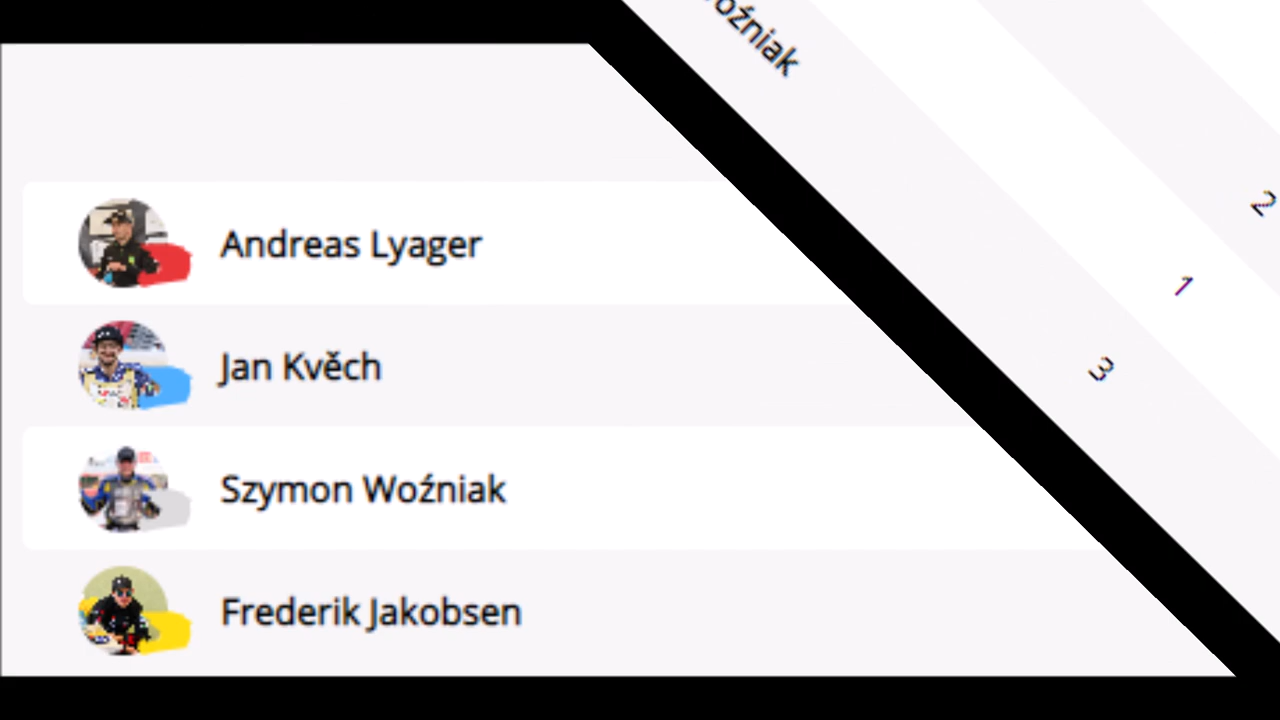 Andreas Lyager
Jan Kvěch
Szymon Woźniak
Frederik Jakobsen
oźniak
2
1
3